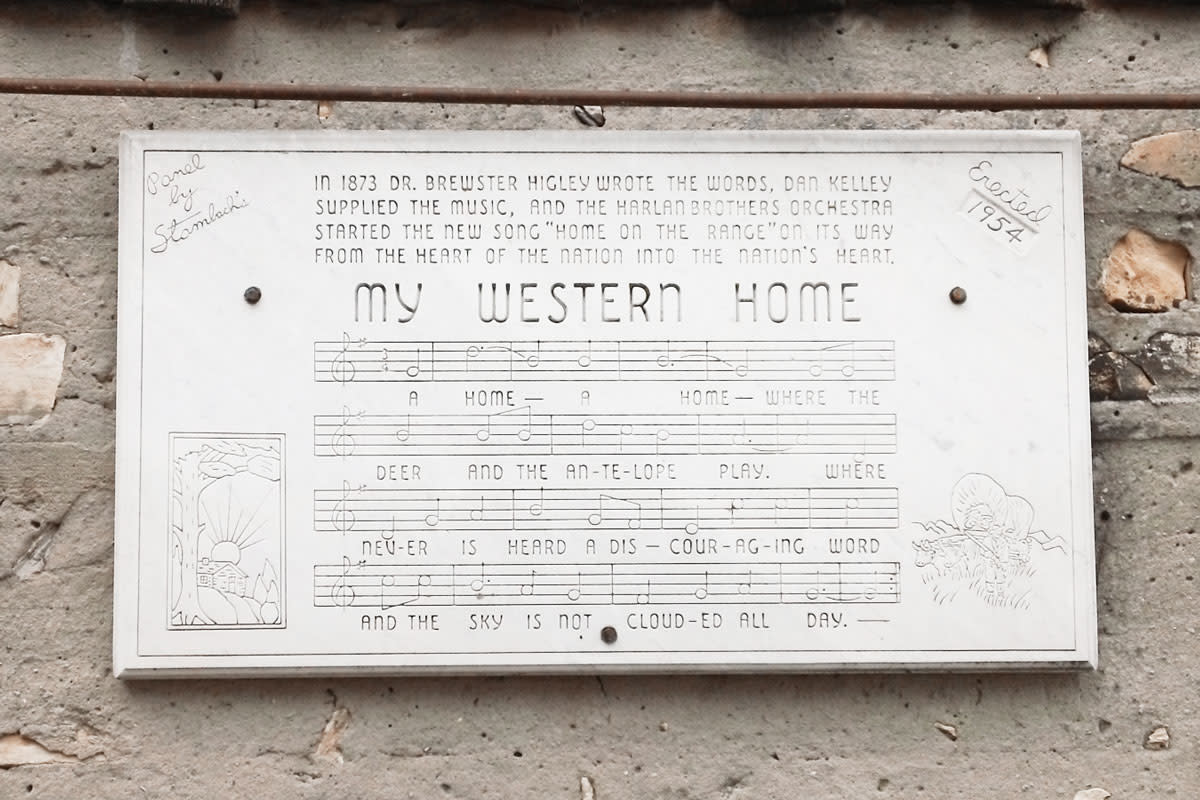 Panel
by
Stambach's
Erected
1954
IN 1873 DR. BREWSTER HIGLEY WROTE THE WORDS, DAN KELLEY
SUPPLIED THE MUSIC, AND THE HARLAN BROTHERS ORCHESTRA
STARTED THE NEW SONG "HOME ON THE RANGE" ON ITS WAY
FROM THE HEART OF THE NATION INTO THE NATION'S HEART.
MY WESTERN HOME
A HOME — A HOME — WHERE THE
DEER AND THE AN-TE-LOPE PLAY. WHERE
NEV-ER IS HEARD A DIS — COUR-AG-ING WORD
AND THE SKY IS NOT CLOUD-ED ALL DAY. —